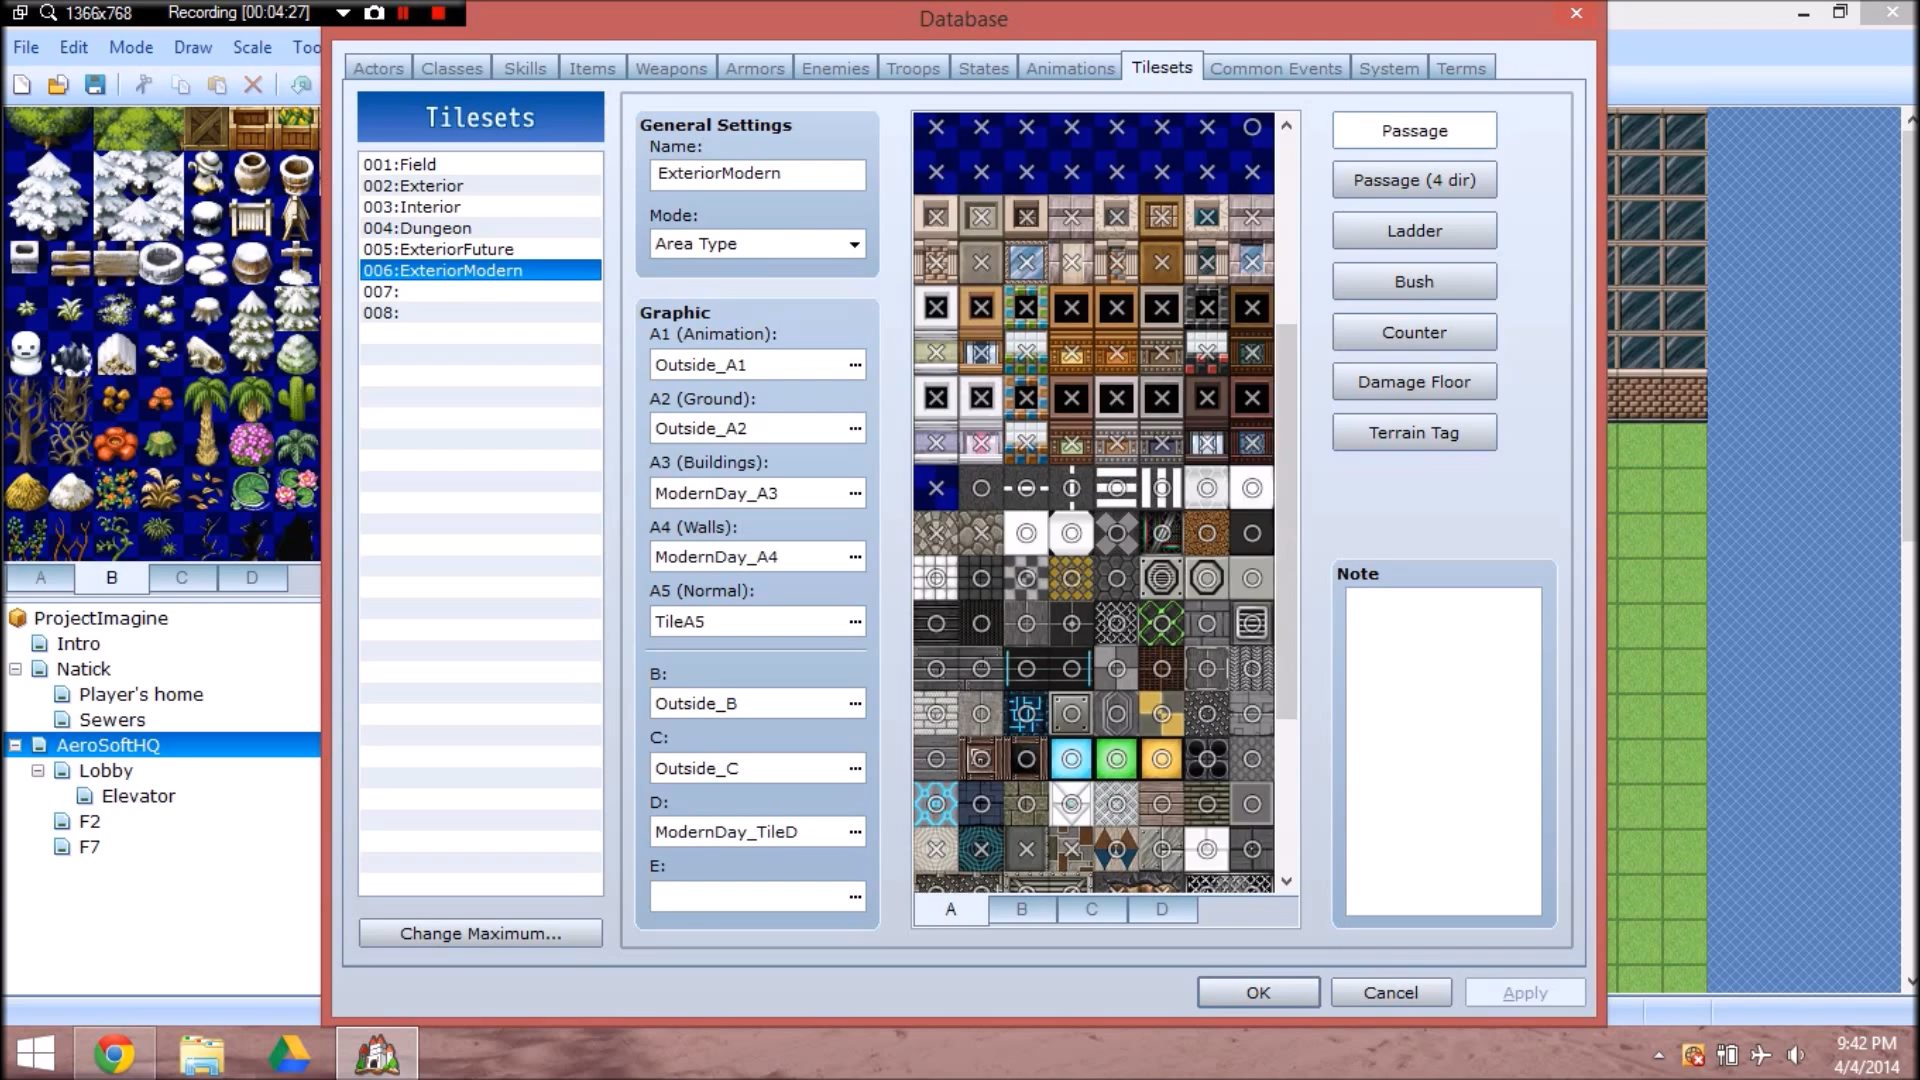 1366x768 Recording [00:04:27]
Database
File Edit Mode Draw Scale Too
Actors Classes Skills Items Weapons Armors Enemies Troops States Animations Tilesets Common Events System Terms
Tilesets
001:Field
002:Exterior
003:Interior
004:Dungeon
005:ExteriorFuture
006:ExteriorModern
007:
008:
Change Maximum...
General Settings
Name:
ExteriorModern
Mode:
Area Type
Graphic
A1 (Animation):
Outside_A1
A2 (Ground):
Outside_A2
A3 (Buildings):
ModernDay_A3
A4 (Walls):
ModernDay_A4
A5 (Normal):
TileA5
B:
Outside_B
C:
Outside_C
D:
ModernDay_TileD
E:
A B C D
Passage
Passage (4 dir)
Ladder
Bush
Counter
Damage Floor
Terrain Tag
Note
A B C D
ProjectImagine
Intro
Natick
Player's home
Sewers
AeroSoftHQ
Lobby
Elevator
F2
F7
OK Cancel Apply
9:42 PM
4/4/2014